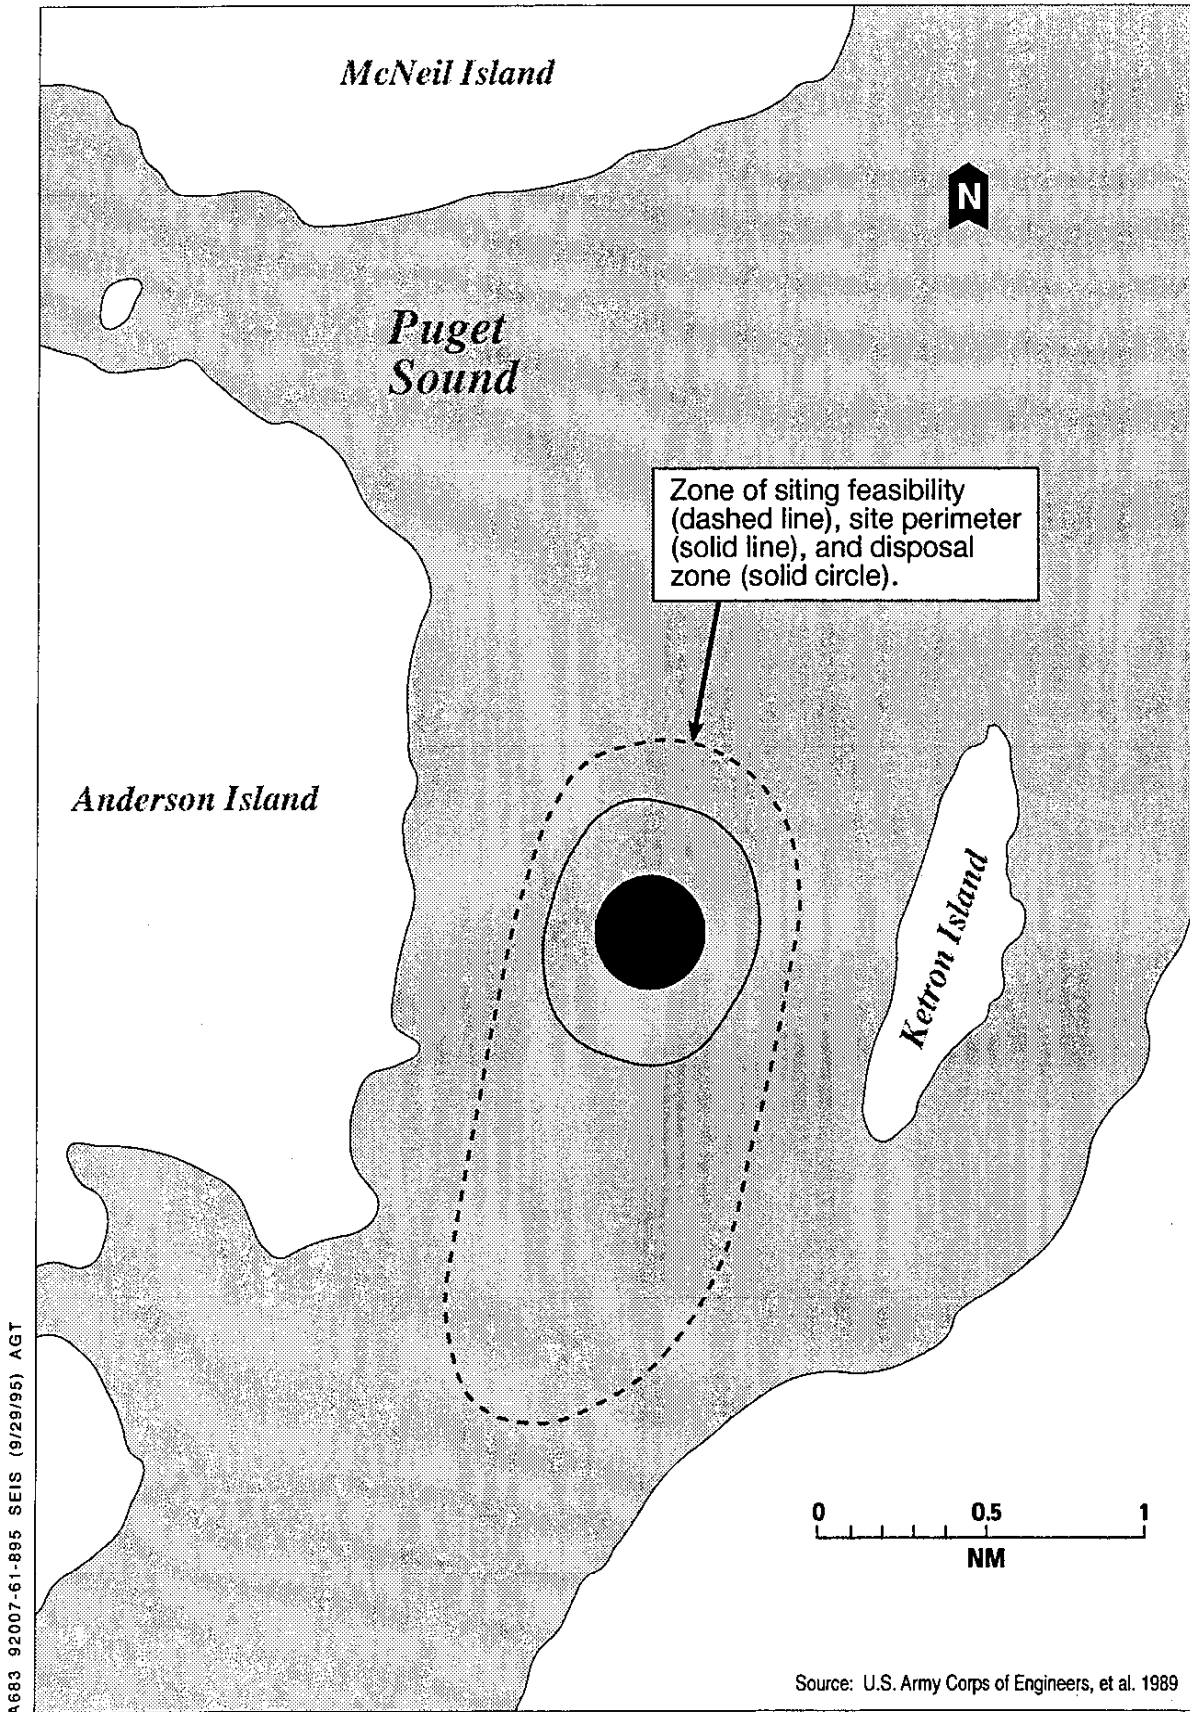 McNeil Island
N
Puget
Sound
Zone of siting feasibility
(dashed line), site perimeter
(solid line), and disposal
zone (solid circle).
Anderson Island
Ketron Island
0 0.5 1
NM
Source: U.S. Army Corps of Engineers, et al. 1989
A683 92007-61-895 SEIS (9/29/95) AGT